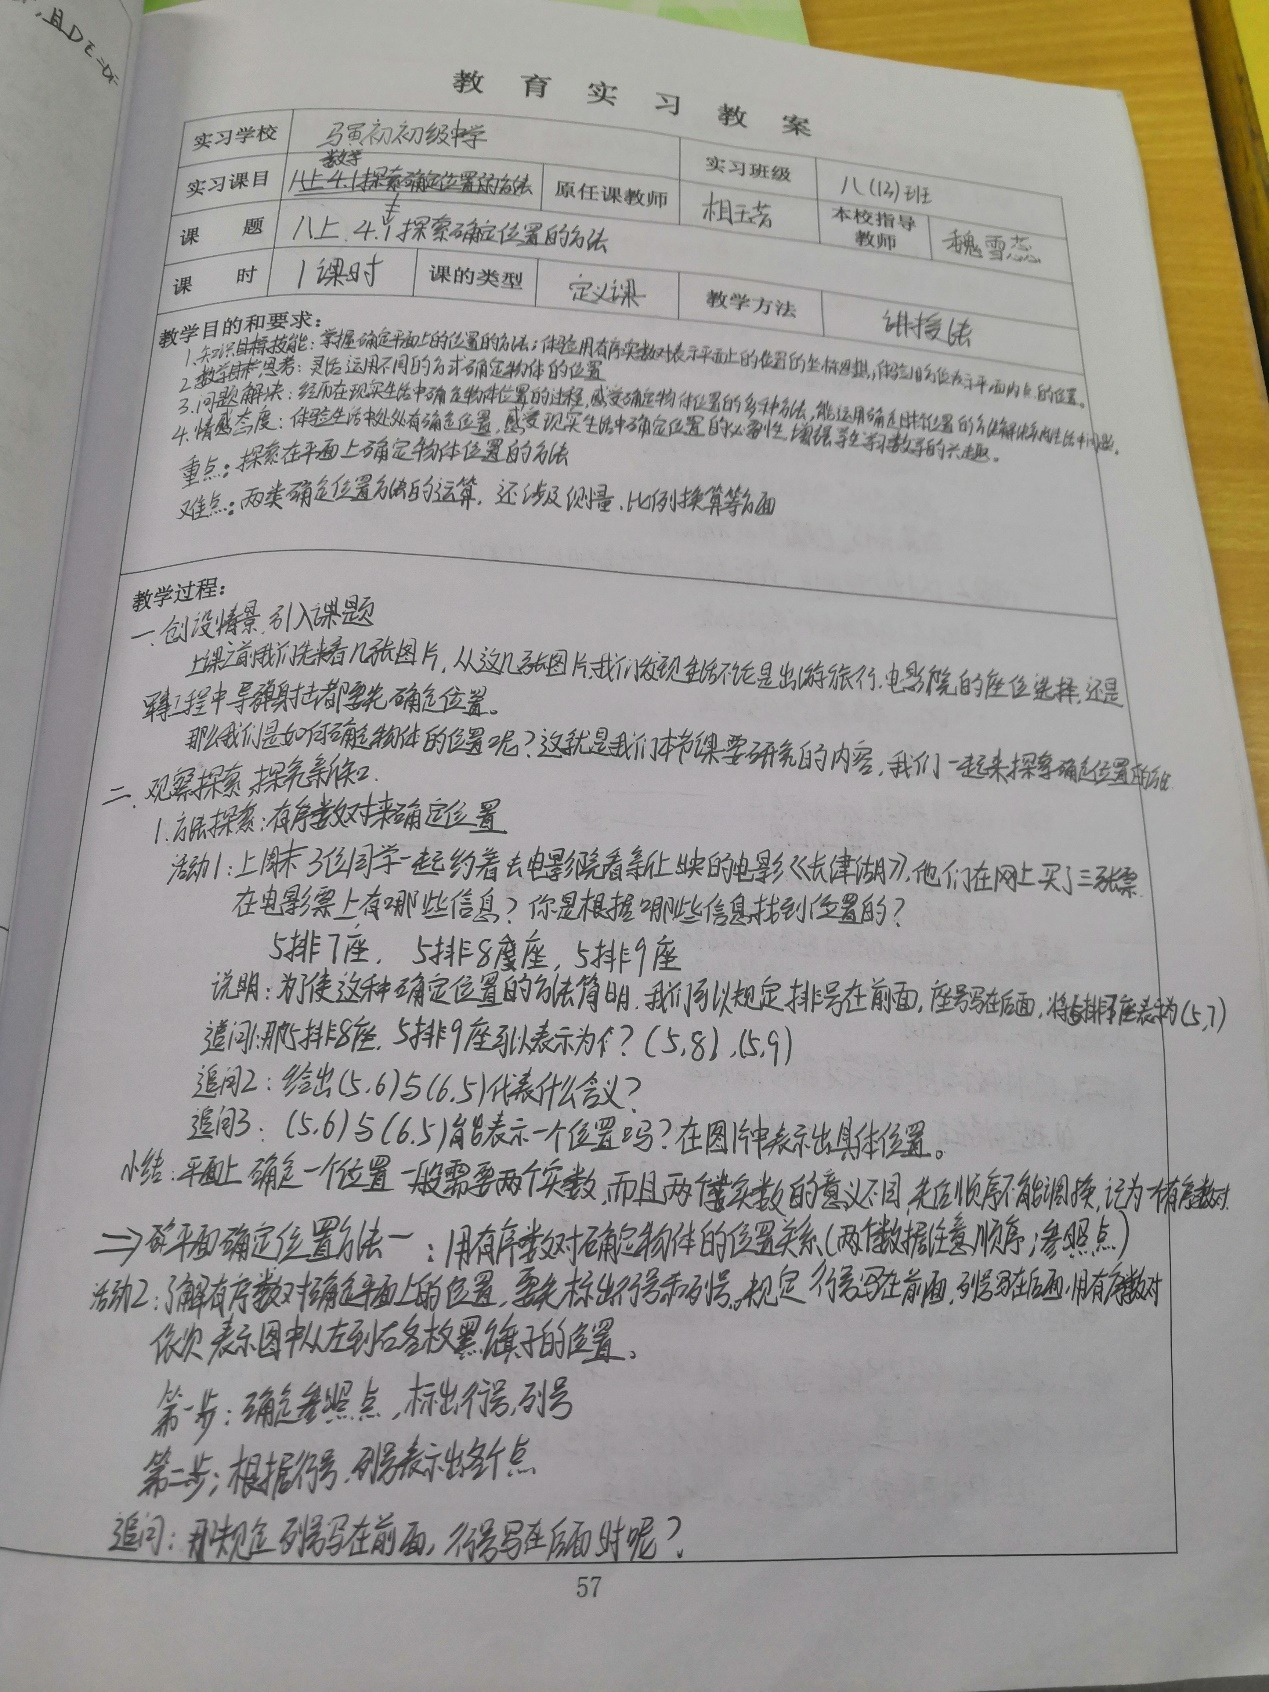 ,且DE=DF
教育实习教案
实习学校 马寅初初级中学 实习班级 八(13)班
实习课目 数学 八上4.1探索确定位置的方法 原任课教师 相玉芳 本校指导教师 魏雪蕊
课题 八上.4.1探索确定位置的方法
课时 1课时 课的类型 定义课 教学方法 讲授法
教学目的和要求:
1.知识目标技能:掌握确定平面上的位置的方法;体验用有序实数对表示平面上的位置的坐标思想,体验用方位表示平面内点的位置。
2.数学思考:灵活运用不同的方式确定物体的位置
3.问题解决:经历在现实生活中确定物体位置的过程,感受确定物体位置的多种方法,能运用确定物体位置的方法解决生活中问题。
4.情感态度:体验生活中处处有确定位置,感受现实生活中确定位置的必要性,增强学生学习数学的兴趣。
重点:探索在平面上确定物体位置的方法
难点:两类确定位置方法的运算,还涉及测量、比例换算等方面
教学过程:
一.创设情景,引入课题
上课之前我们先来看几张图片,从这几张图片我们发现生活不论是出游旅行,电影院的座位选择,还是
军事工程中导弹射击都要先确定位置。
那么我们是如何确定物体的位置呢?这就是我们本节课要研究的内容,我们一起来探索确定位置的方法
二.观察探索,探究新知
1.方法探索:有序数对来确定位置
活动1:上周末3位同学一起约着去电影院看新上映的电影《长津湖》,他们在网上买了三张票.
在电影票上有哪些信息?你是根据哪些信息找到位置的?
5排7座, 5排8座,5排9座
说明:为了使这种确定位置的方法简明,我们可以规定排号在前面,座号写在后面,将5排7座表示为(5,7)
追问1:那5排8座,5排9座可以表示为什?(5,8),(5,9)
追问2:给出(5,6)与(6,5)代表什么含义?
追问3:(5,6)与(6,5)能表示一个位置吗?在图片中表示出具体位置。
小结:平面上确定一个位置一般需要两个实数,而且两个实数的意义不同,先后顺序不能调换,记为一有序数对.
⇒平面确定位置方法一:用有序数对确定物体的位置关系(两个数据任意,顺序;参照点)
活动2:了解有序数对确定平面上的位置,要先标出行号和列号。规定行号写在前面,列号写在后面,用有序数对
依次表示图中从左到右各枚黑棋子的位置。
第一步:确定参照点,标出行号,列号
第二步:根据行号,列号表示出各个点
追问:那规定列号写在前面,行号写在后面时呢?
57